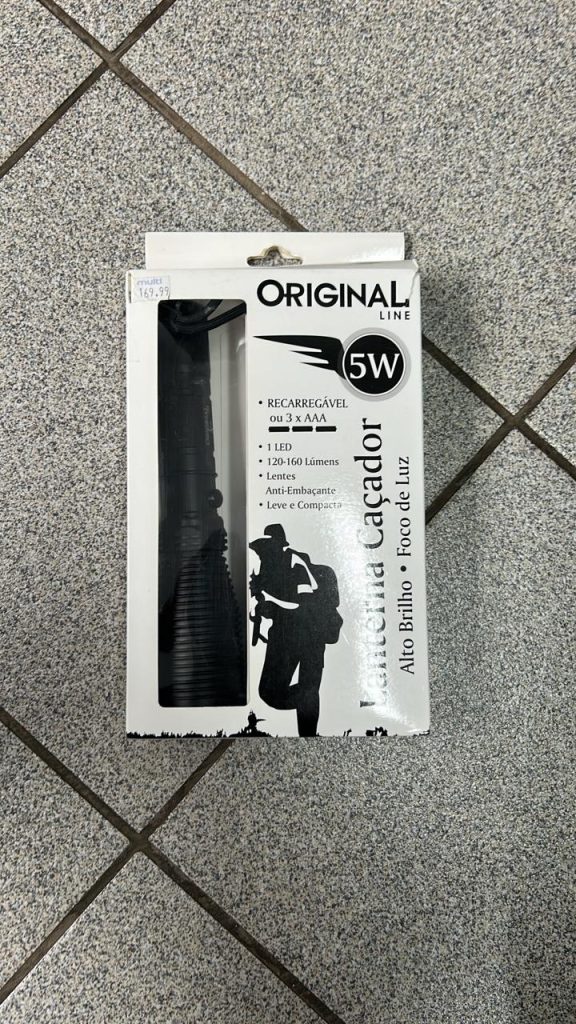 multi
169.99
ORIGINAL
LINE
5W
• RECARREGÁVEL
ou 3 x AAA
• 1 LED
• 120-160 Lúmens
• Lentes
Anti-Embaçante
• Leve e Compacta
Lanterna Caçador
Alto Brilho • Foco de Luz